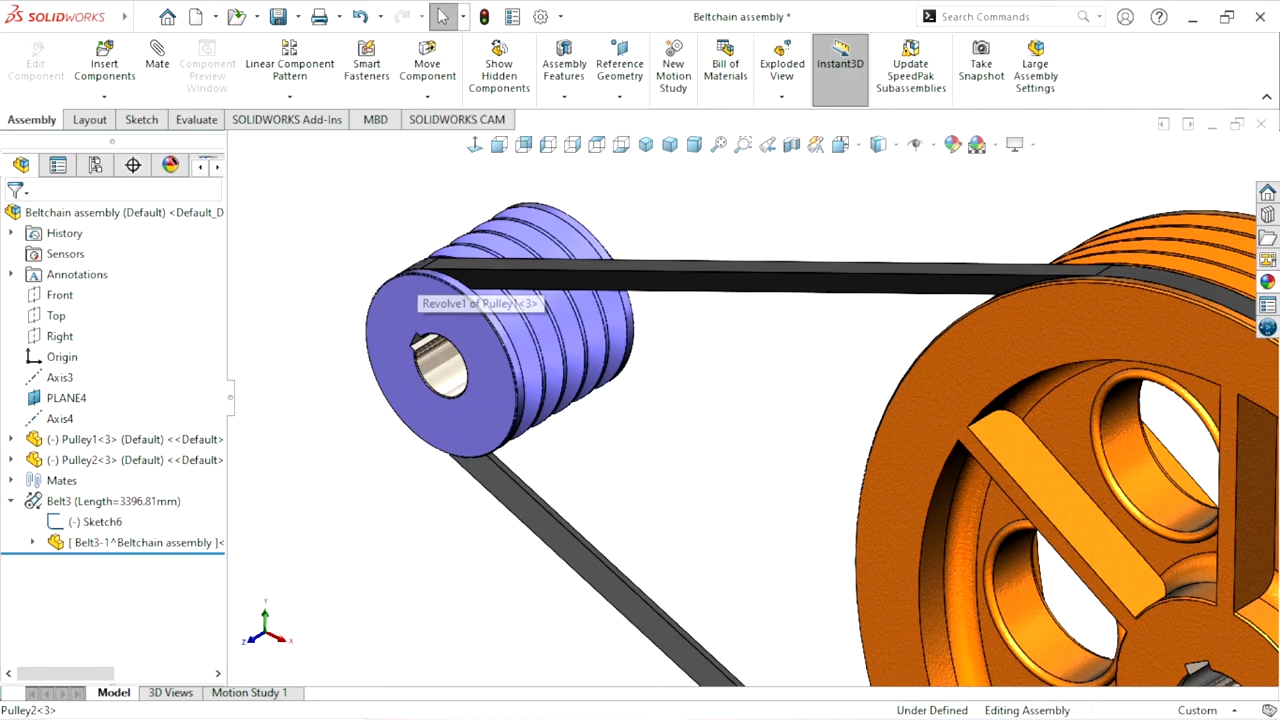 SOLIDWORKS
Beltchain assembly *
Search Commands
Edit
Component
Insert
Components
Mate
Component
Preview
Window
Linear Component
Pattern
Smart
Fasteners
Move
Component
Show
Hidden
Components
Assembly
Features
Reference
Geometry
New
Motion
Study
Bill of
Materials
Exploded
View
Instant3D
Update
SpeedPak
Subassemblies
Take
Snapshot
Large
Assembly
Settings
Assembly Layout Sketch Evaluate SOLIDWORKS Add-Ins MBD SOLIDWORKS CAM
Beltchain assembly (Default) <Default_D
History
Sensors
Annotations
Front
Top
Right
Origin
Axis3
PLANE4
Axis4
(-) Pulley1<3> (Default) <<Default>
(-) Pulley2<3> (Default) <<Default>
Mates
Belt3 (Length=3396.81mm)
(-) Sketch6
[ Belt3-1^Beltchain assembly ]<
Revolve1 of Pulley1<3>
Y
Z
X
Model 3D Views Motion Study 1
Pulley2<3>
Under Defined Editing Assembly Custom